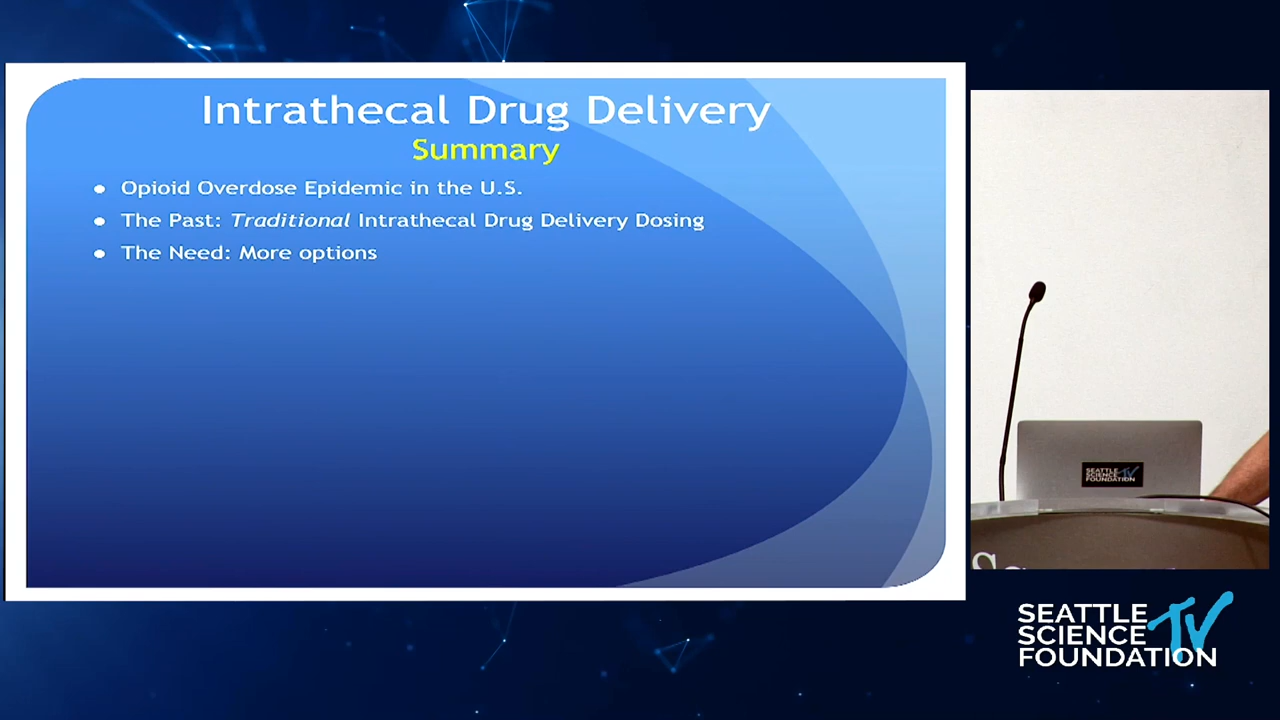 Intrathecal Drug Delivery
Summary
Opioid Overdose Epidemic in the U.S.
The Past: Traditional Intrathecal Drug Delivery Dosing
The Need: More options
SEATTLE
SCIENCE
FOUNDATION
TV
SEATTLE
SCIENCE
FOUNDATION
TV